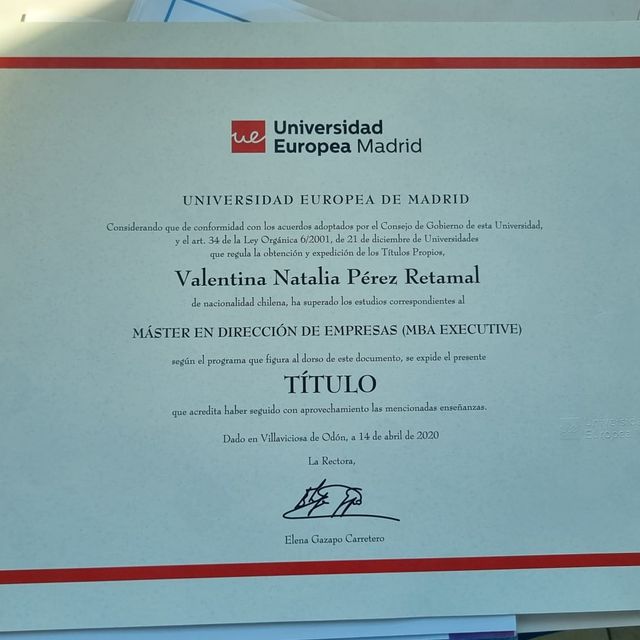 ue Universidad
Europea Madrid
UNIVERSIDAD EUROPEA DE MADRID
Considerando que de conformidad con los acuerdos adoptados por el Consejo de Gobierno de esta Universidad,
y el art. 34 de la Ley Orgánica 6/2001, de 21 de diciembre de Universidades
que regula la obtención y expedición de los Títulos Propios,
Valentina Natalia Pérez Retamal
de nacionalidad chilena, ha superado los estudios correspondientes al
MÁSTER EN DIRECCIÓN DE EMPRESAS (MBA EXECUTIVE)
según el programa que figura al dorso de este documento, se expide el presente
TÍTULO
que acredita haber seguido con aprovechamiento las mencionadas enseñanzas.
Dado en Villaviciosa de Odón, a 14 de abril de 2020
La Rectora,
Elena Gazapo Carretero